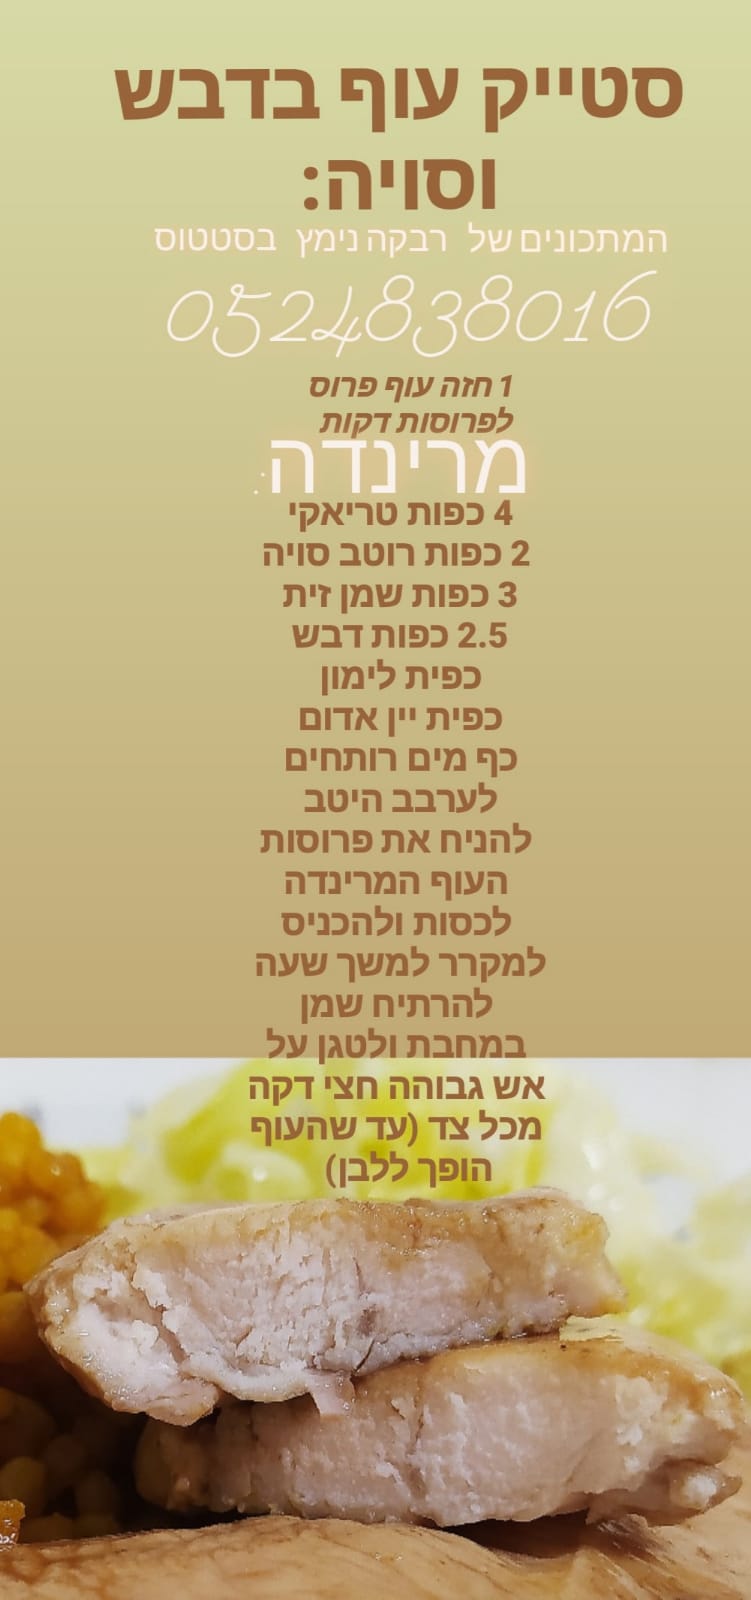 סטייק עוף בדבש
וסויה:
המתכונים של רבקה נימץ בסטטוס
0524838016
1 חזה עוף פרוס
לפרוסות דקות
מרינדה:
4 כפות טריאקי
2 כפות רוטב סויה
3 כפות שמן זית
2.5 כפות דבש
כפית לימון
כפית יין אדום
כף מים רותחים
לערבב היטב
להניח את פרוסות
העוף המרינדה
לכסות ולהכניס
למקרר למשך שעה
להרתיח שמן
במחבת ולטגן על
אש גבוהה חצי דקה
מכל צד (עד שהעוף
הופך ללבן)